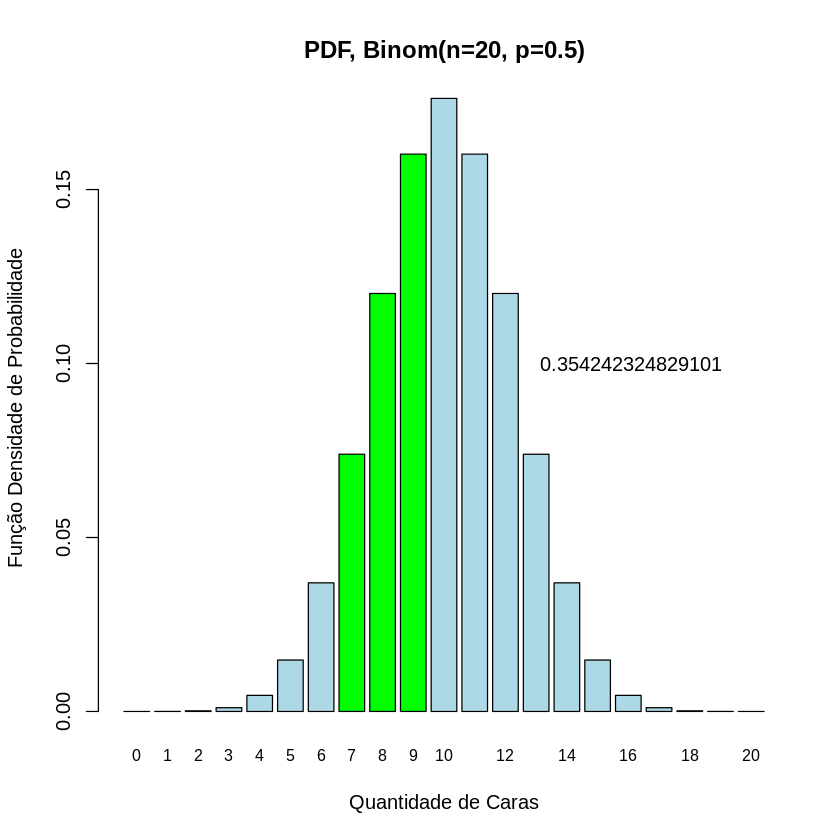 PDF, Binom(n=20, p=0.5)
Função Densidade de Probabilidade
0.15
0.10
0.05
0.00
0.354242324829101
0 1 2 3 4 5 6 7 8 9 10 12 14 16 18 20
Quantidade de Caras